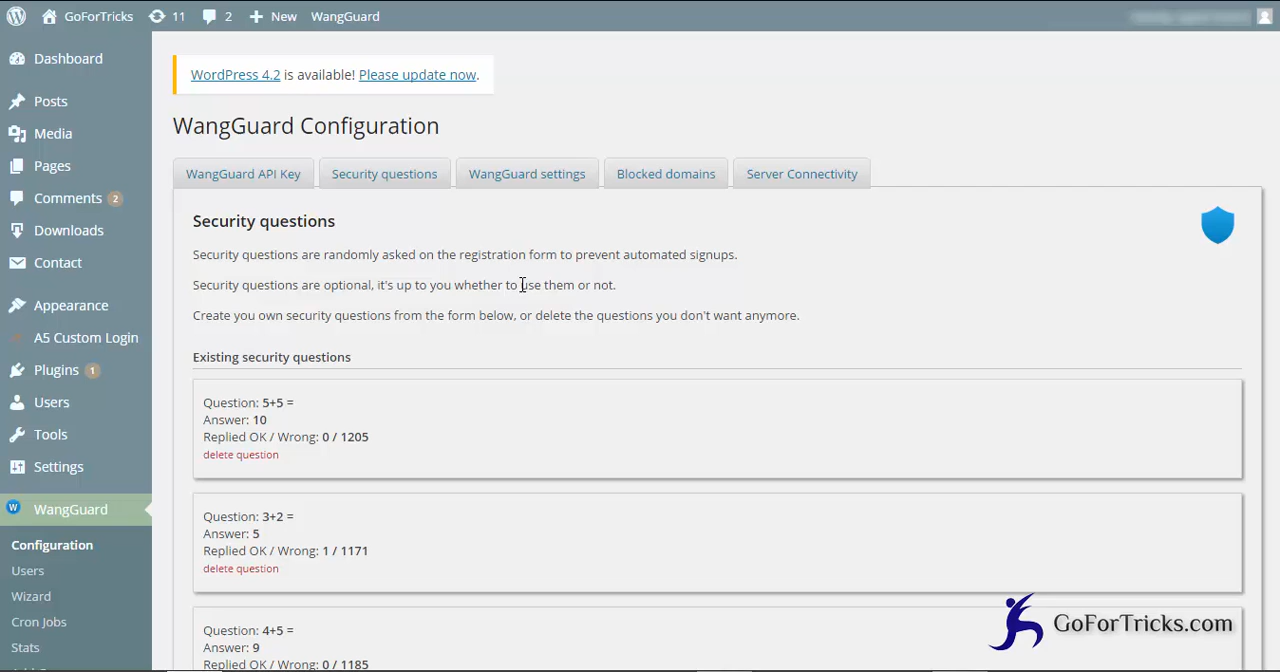 GoForTricks 11 2 New WangGuard
Dashboard
Posts
Media
Pages
Comments 2
Downloads
Contact
Appearance
A5 Custom Login
Plugins 1
Users
Tools
Settings
W WangGuard
Configuration
Users
Wizard
Cron Jobs
Stats
WordPress 4.2 is available! Please update now.
WangGuard Configuration
WangGuard API Key Security questions WangGuard settings Blocked domains Server Connectivity
Security questions
Security questions are randomly asked on the registration form to prevent automated signups.
Security questions are optional, it's up to you whether to use them or not.
Create you own security questions from the form below, or delete the questions you don't want anymore.
Existing security questions
Question: 5+5 =
Answer: 10
Replied OK / Wrong: 0 / 1205
delete question
Question: 3+2 =
Answer: 5
Replied OK / Wrong: 1 / 1171
delete question
Question: 4+5 =
Answer: 9
Replied OK / Wrong: 0 / 1185
GoForTricks.com